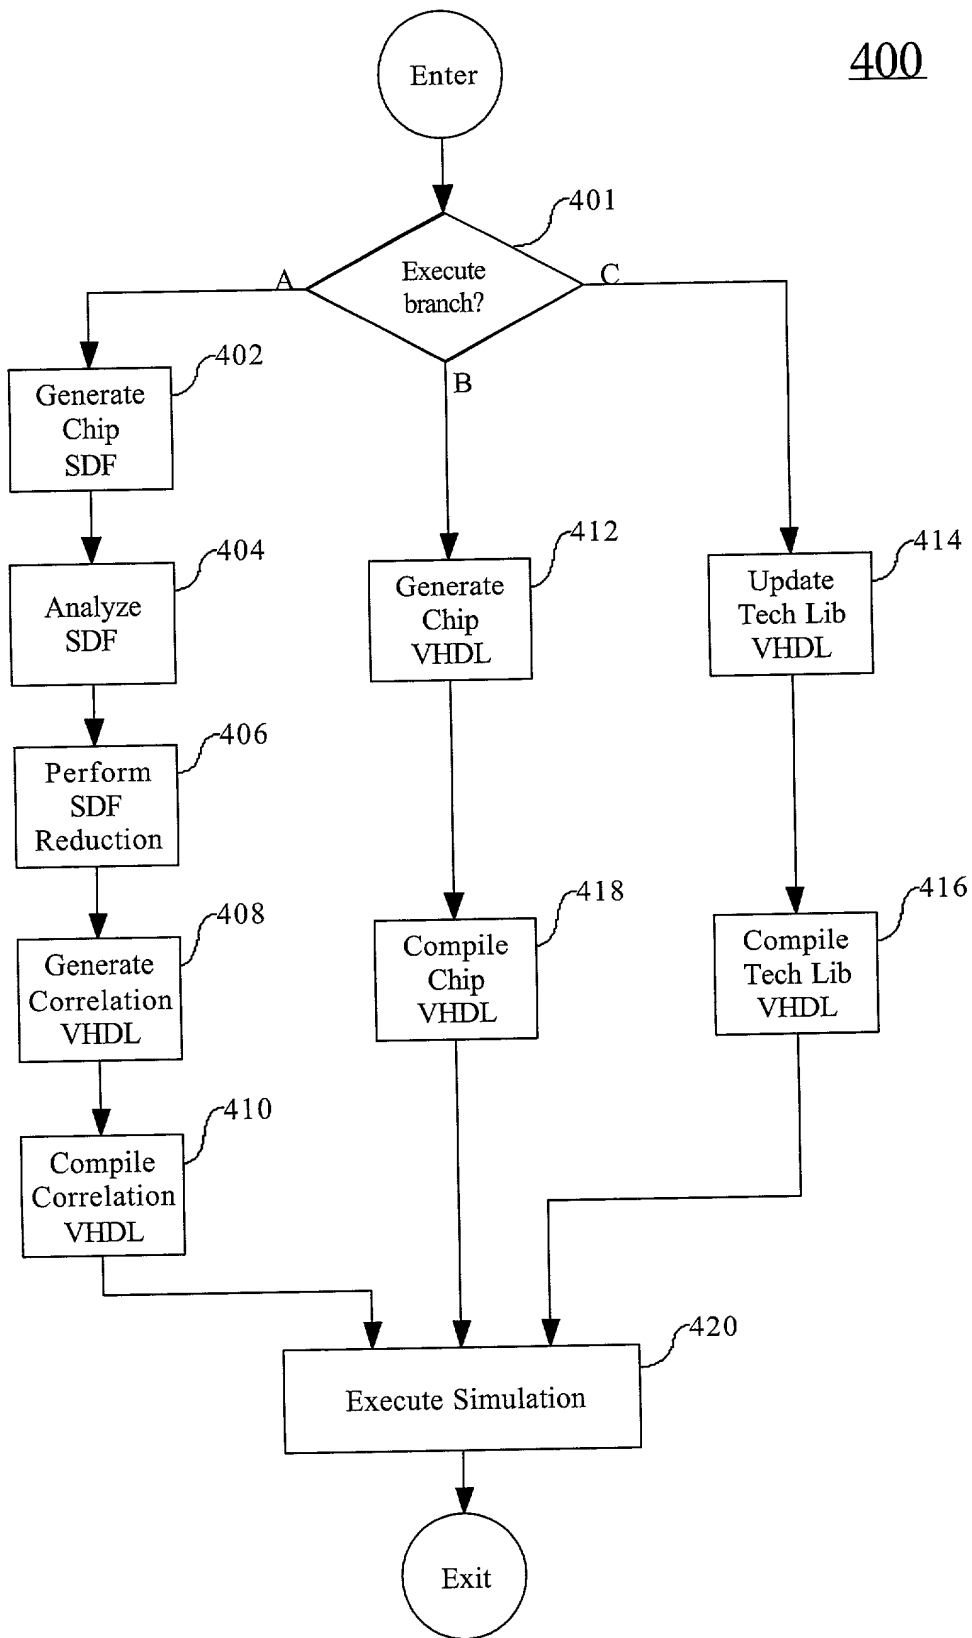 400
Enter
401
Execute
branch?
A
C
B
402
Generate
Chip
SDF
404
Analyze
SDF
406
Perform
SDF
Reduction
408
Generate
Correlation
VHDL
410
Compile
Correlation
VHDL
412
Generate
Chip
VHDL
418
Compile
Chip
VHDL
414
Update
Tech Lib
VHDL
416
Compile
Tech Lib
VHDL
420
Execute Simulation
Exit